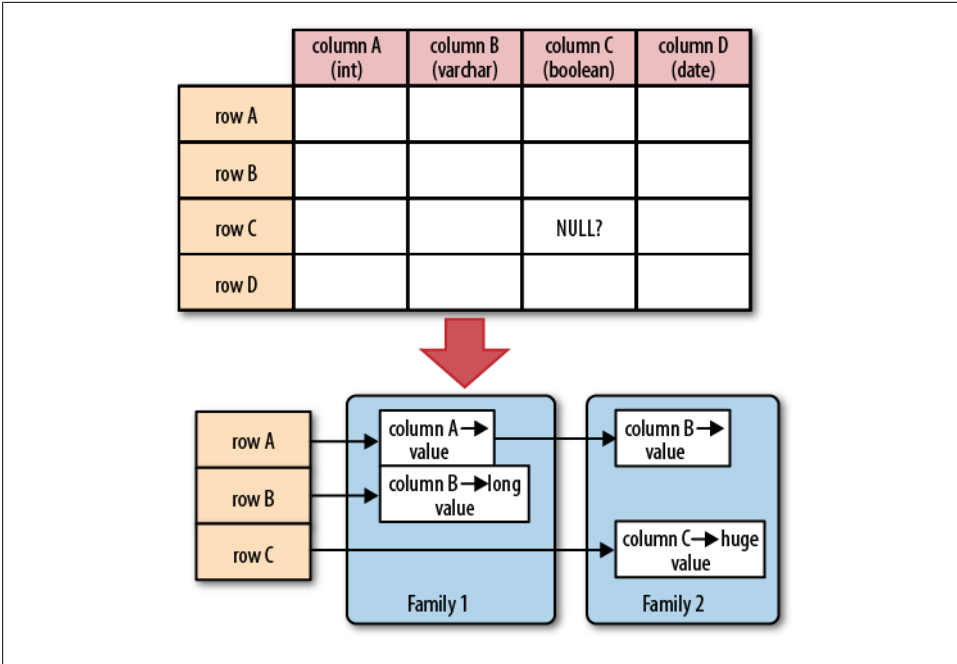 column A
(int)
column B
(varchar)
column C
(boolean)
column D
(date)
row A
row B
row C
NULL?
row D
row A
column A→
value
column B→
value
row B
column B→long
value
row C
column C→huge
value
Family 1
Family 2